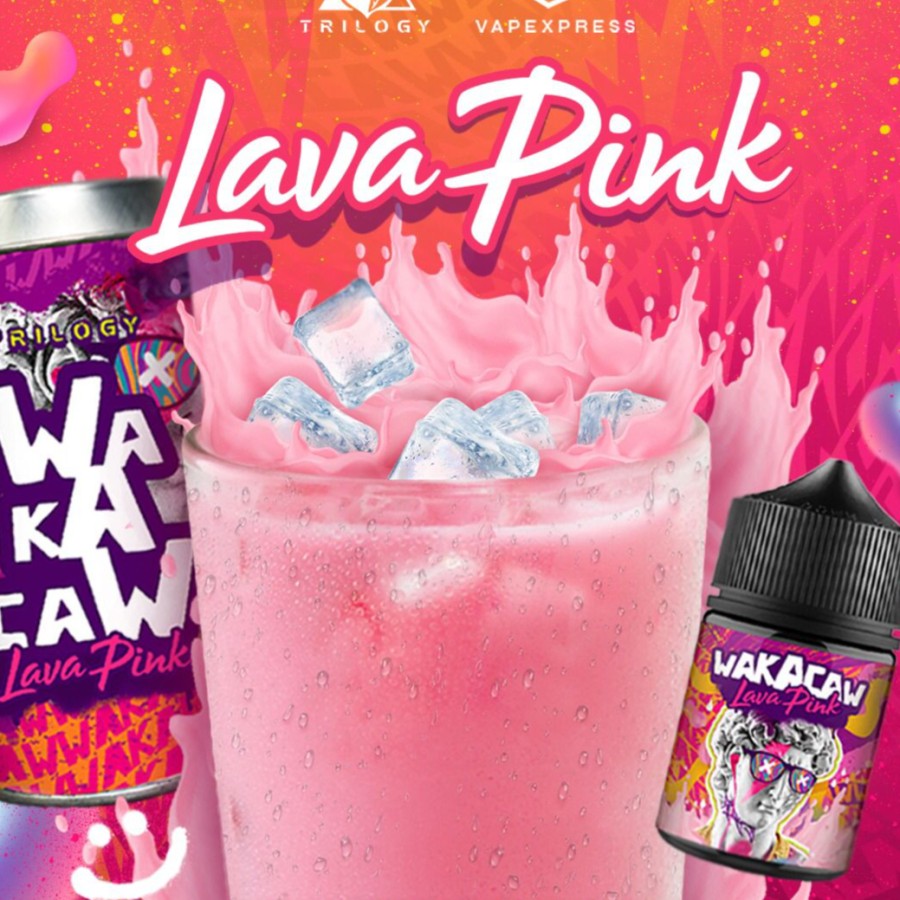 TRILOGY VAPEXPRESS
Lava Pink
RILOGY
WA
KA
CAW
Lava Pink
WAKACAW
Lava Pink